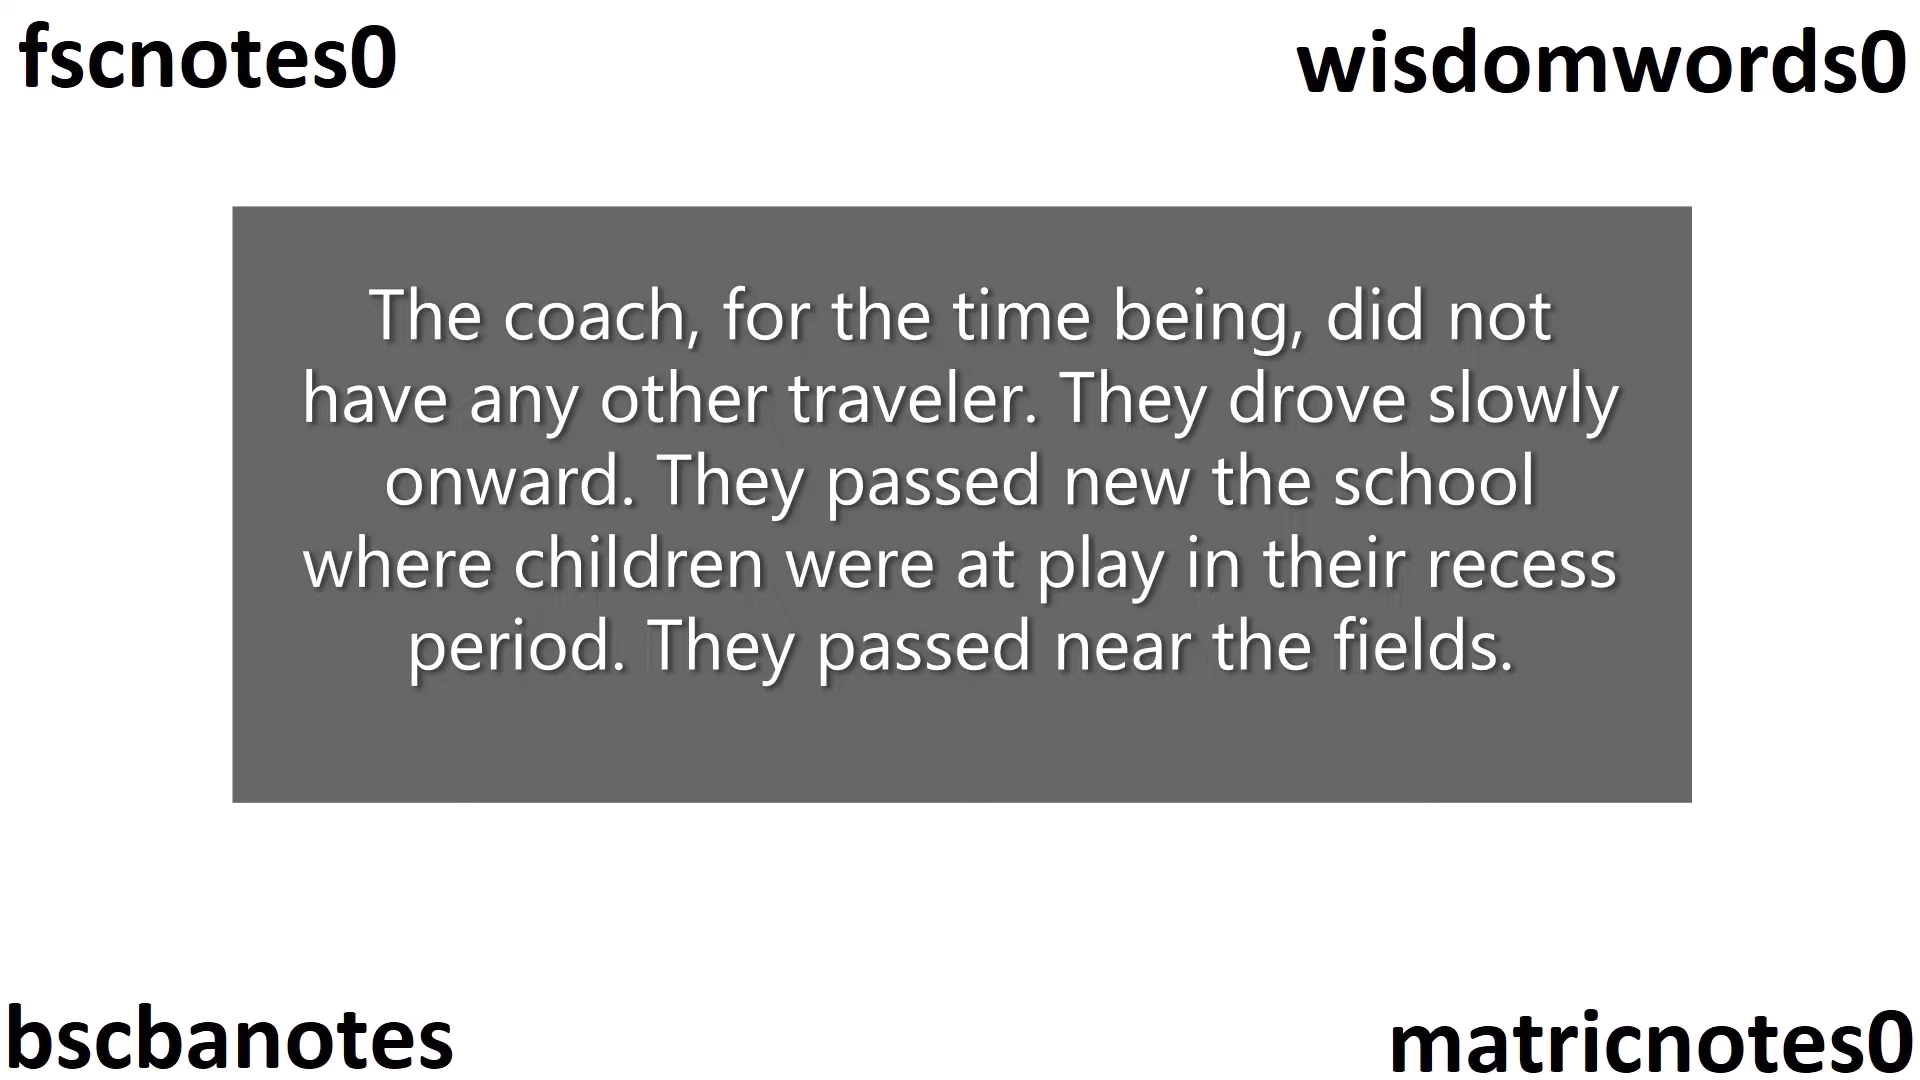 fscnotes0
wisdomwords0
The coach, for the time being, did not
have any other traveler. They drove slowly
onward. They passed new the school
where children were at play in their recess
period. They passed near the fields.
bscbanotes
matricnotes0